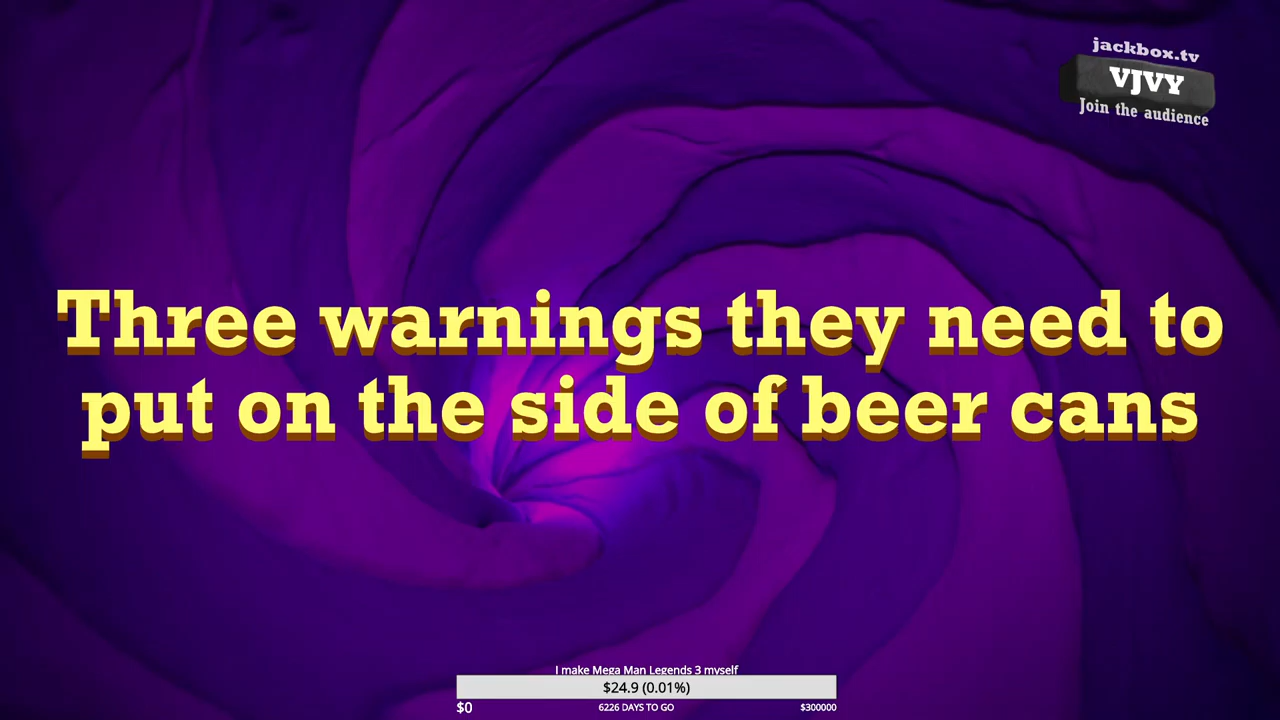 jackbox.tv
VJVY
Join the audience
Three warnings they need to
put on the side of beer cans
I make Mega Man Legends 3 myself
$24.9 (0.01%)
$0 6226 DAYS TO GO $300000